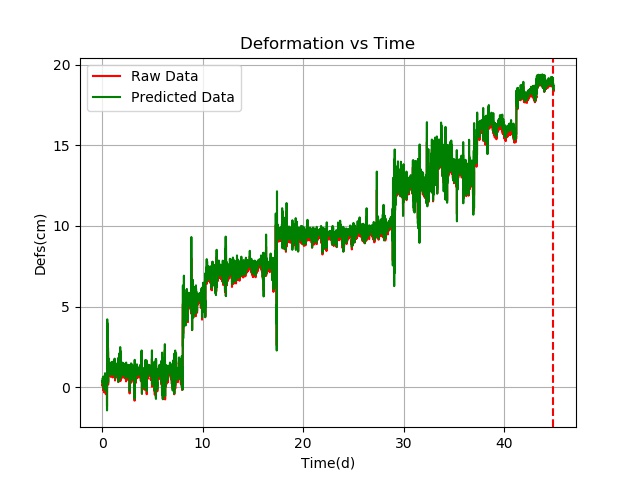 Deformation vs Time
Raw Data
Predicted Data
20
15
10
5
0
Defs(cm)
0 10 20 30 40
Time(d)